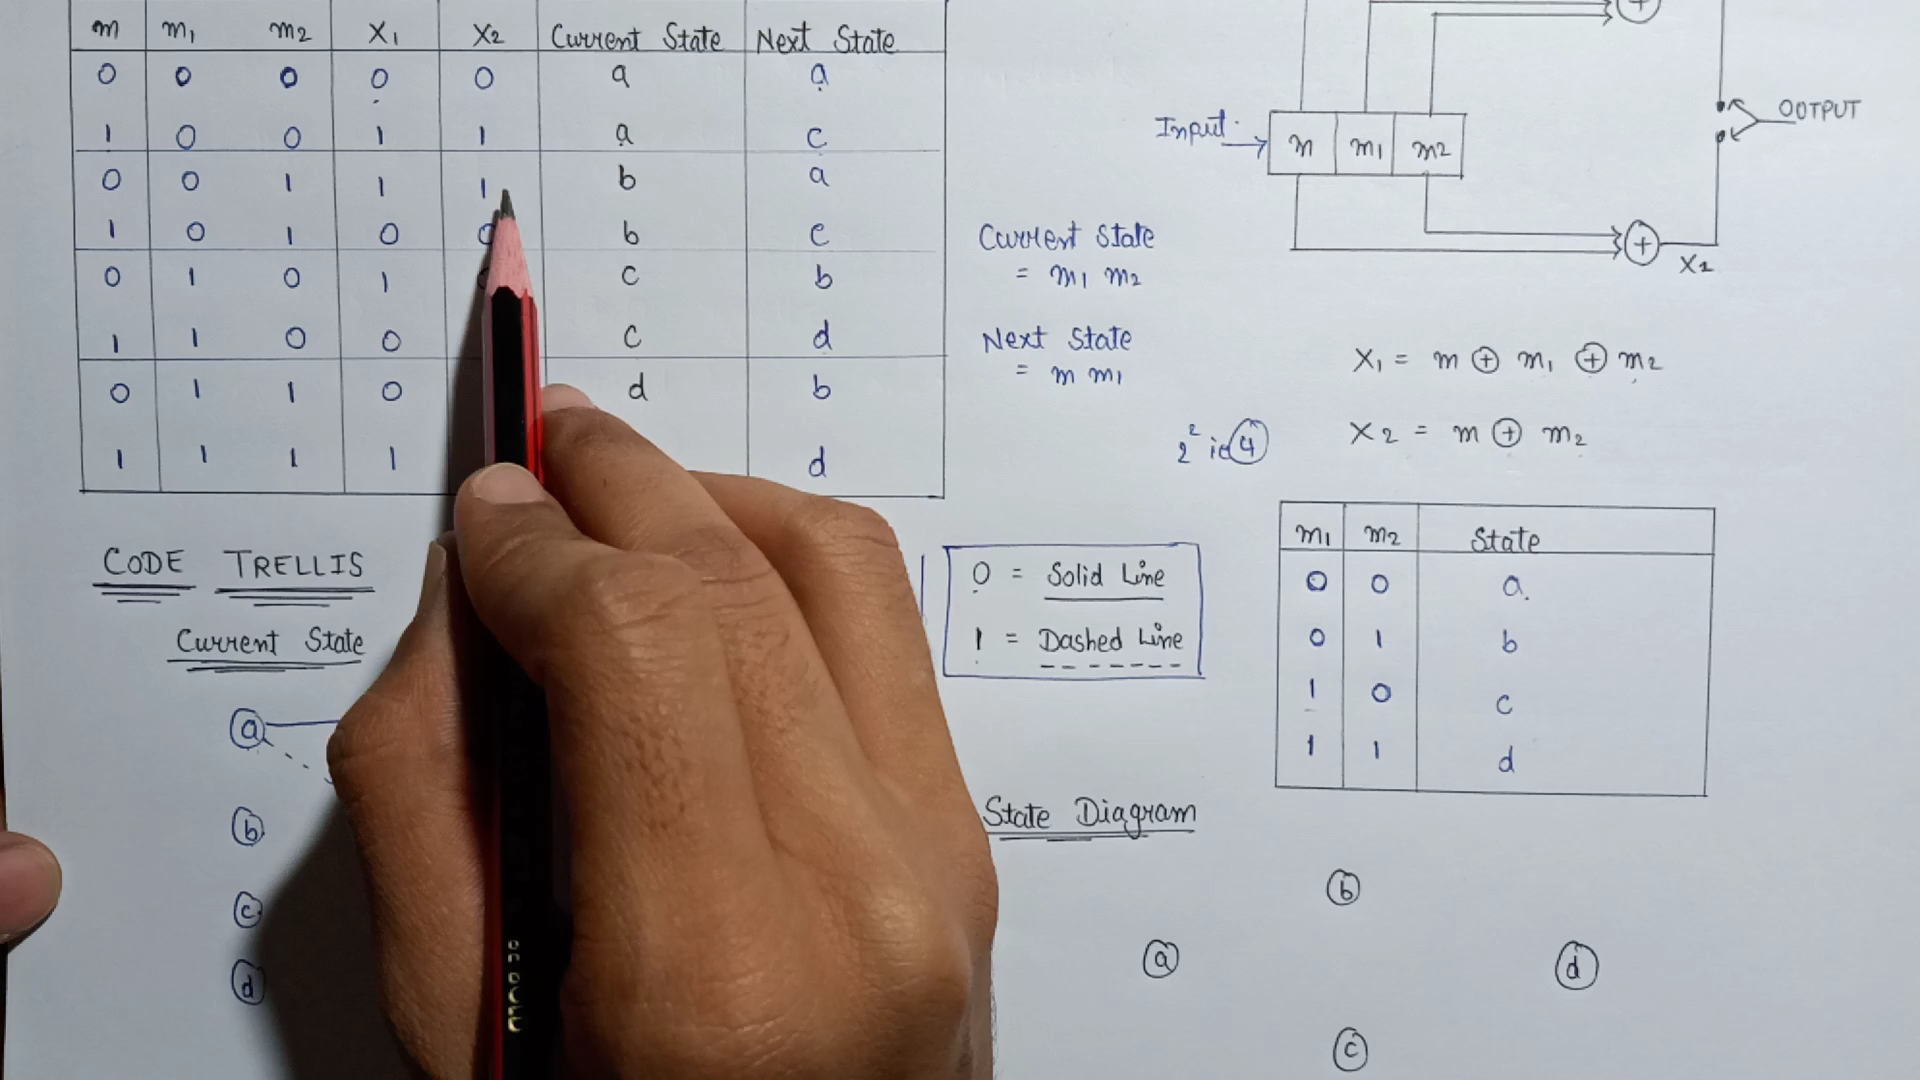 m m1 m2 X1 X2 Current State Next State
0 0 0 0 0 a a
1 0 0 1 1 a c
0 0 1 1 1 b a
1 0 1 0 0 b c
0 1 0 1 c b
1 1 0 0 c d
0 1 1 0 d b
1 1 1 1 d
Input
m m1 m2
+
OUTPUT
+
X2
Current State
= m1 m2
Next State
= m m1
X1 = m ⊕ m1 ⊕ m2
X2 = m ⊕ m2
2² ie 4
CODE TRELLIS
Current State
a
b
c
d
0 = Solid Line
1 = Dashed Line
m1 m2 State
0 0 a
0 1 b
1 0 c
1 1 d
State Diagram
b
a
d
c